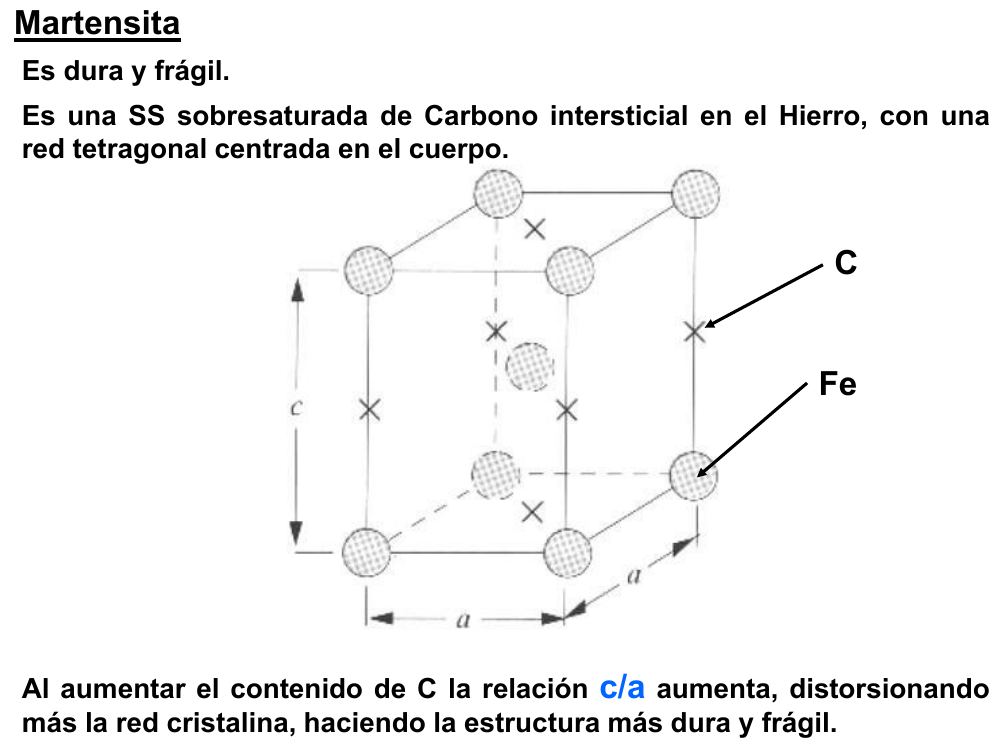 Martensita
Es dura y frágil.
Es una SS sobresaturada de Carbono intersticial en el Hierro, con una
red tetragonal centrada en el cuerpo.
C
Fe
c
a
a
Al aumentar el contenido de C la relación c/a aumenta, distorsionando
más la red cristalina, haciendo la estructura más dura y frágil.